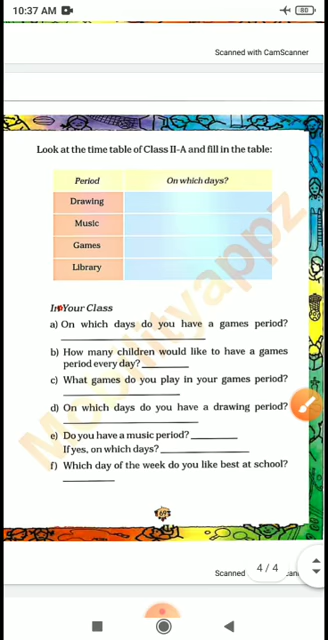 10:37 AM
80
Scanned with CamScanner
Look at the time table of Class II-A and fill in the table:
Period On which days?
Drawing
Music
Games
Library
In Your Class
a) On which days do you have a games period?
b) How many children would like to have a games
period every day?
c) What games do you play in your games period?
d) On which days do you have a drawing period?
e) Do you have a music period?
If yes, on which days?
f) Which day of the week do you like best at school?
69
Scanned
4 / 4